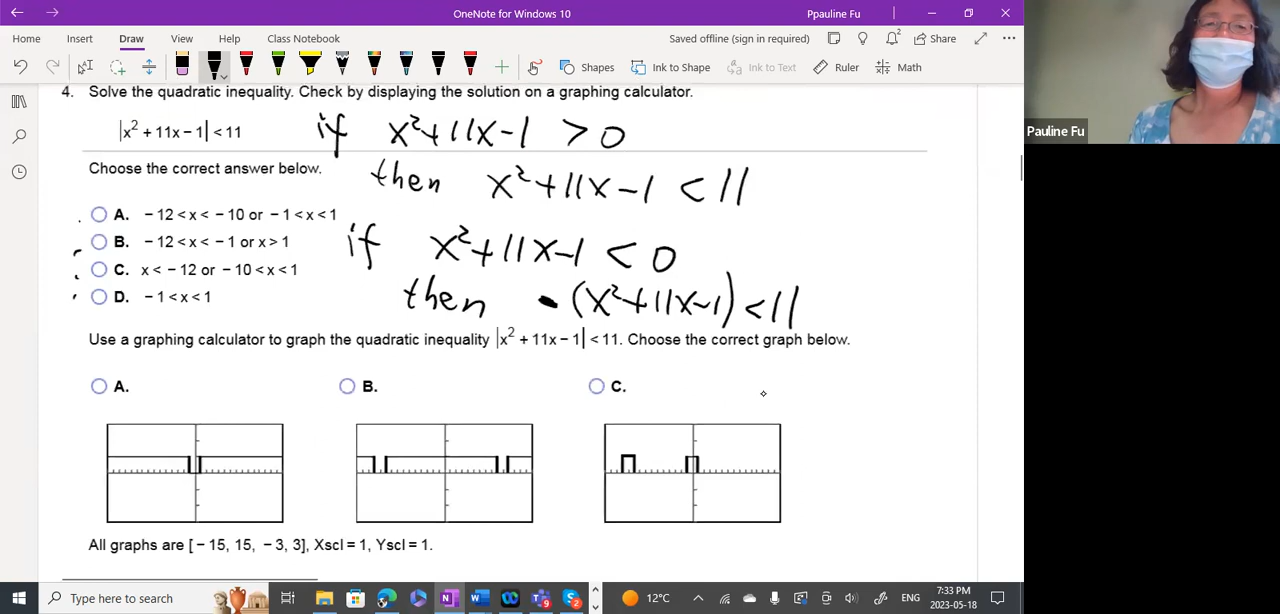 OneNote for Windows 10
Ppauline Fu
Home Insert Draw View Help Class Notebook
Saved offline (sign in required)
Share
Shapes Ink to Shape Ink to Text Ruler Math
4. Solve the quadratic inequality. Check by displaying the solution on a graphing calculator.
|x² + 11x − 1| < 11
if x²+11x-1 > 0
Choose the correct answer below.
then x²+11x-1 < 11
A. − 12 < x < − 10 or − 1 < x < 1
B. − 12 < x < − 1 or x > 1
if x²+11x-1 < 0
C. x < − 12 or − 10 < x < 1
D. − 1 < x < 1
then -(x²+11x-1) < 11
Use a graphing calculator to graph the quadratic inequality |x² + 11x − 1| < 11. Choose the correct graph below.
A. B. C.
All graphs are [ − 15, 15, − 3, 3], Xscl = 1, Yscl = 1.
Pauline Fu
Type here to search
12°C
ENG
7:33 PM
2023-05-18